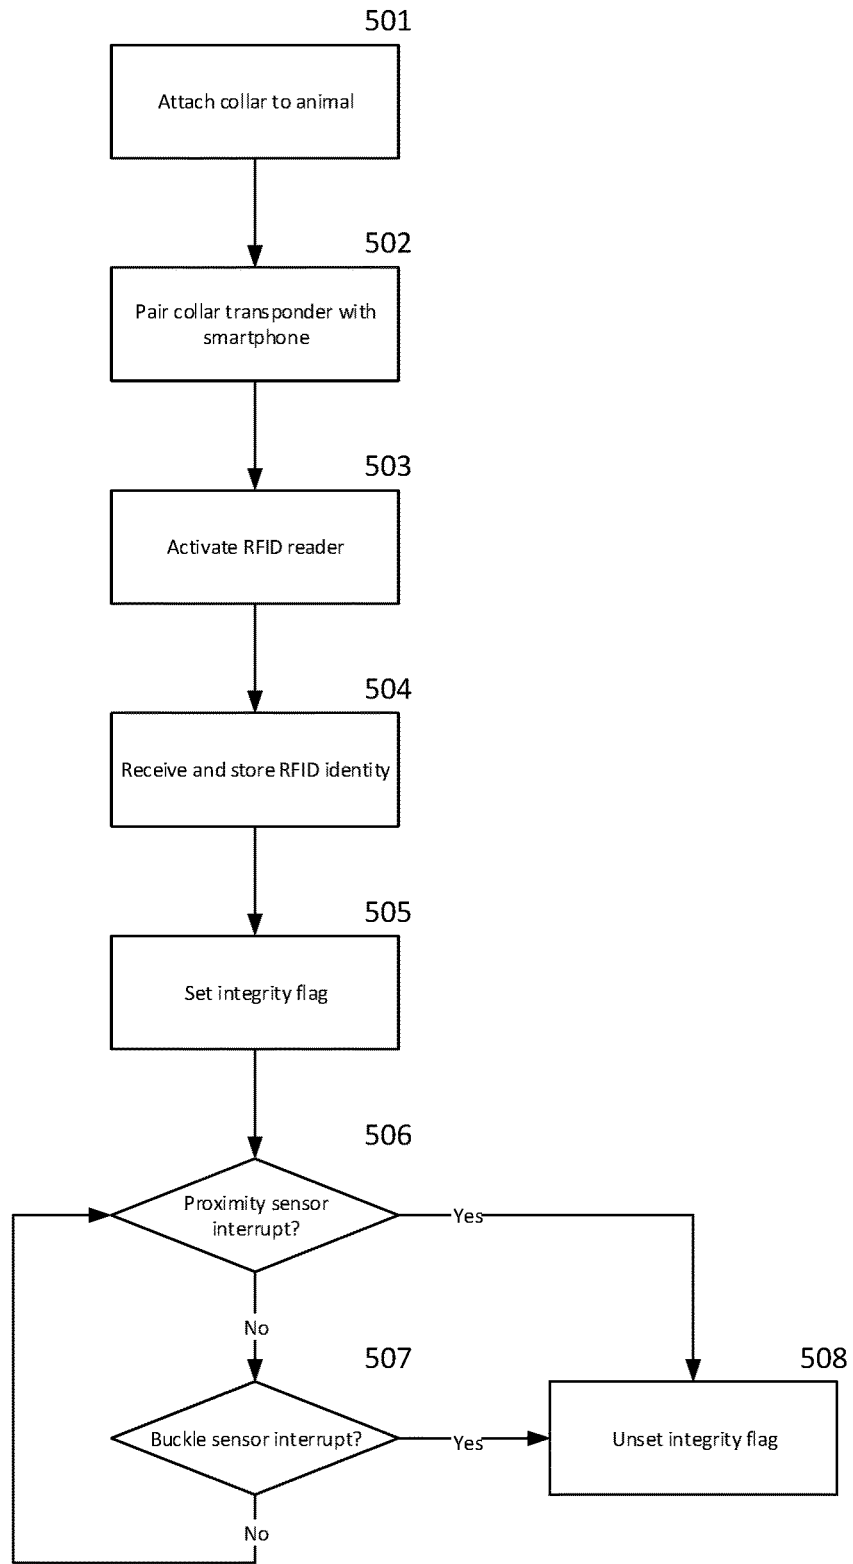 501
Attach collar to animal
502
Pair collar transponder with
smartphone
503
Activate RFID reader
504
Receive and store RFID identity
505
Set integrity flag
506
Proximity sensor
interrupt?
Yes
No
507
508
Buckle sensor interrupt?
Yes
Unset integrity flag
No